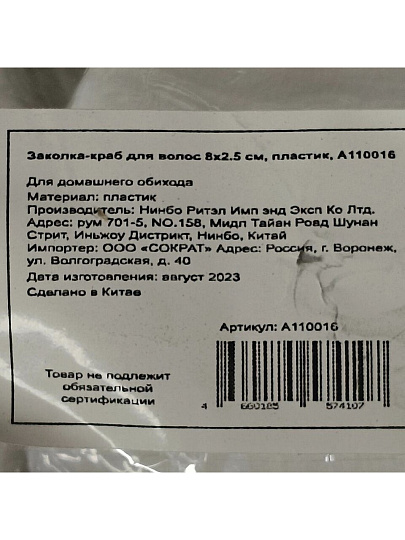 Заколка-краб для волос 8х2.5 см, пластик, А110016
Для домашнего обихода
Материал: пластик
Производитель: Нинбо Ритэл Имп энд Эксп Ко Лтд.
Адрес: рум 701-5, NO.158, Мидл Тайан Роад Шунан
Стрит, Иньжоу Дистрикт, Нинбо, Китай
Импортер: ООО «СОКРАТ» Адрес: Россия, г. Воронеж,
ул. Волгоградская, д. 40
Дата изготовления: август 2023
Сделано в Китае
Артикул: А110016
Товар не подлежит
обязательной
сертификации
4 660185 574107